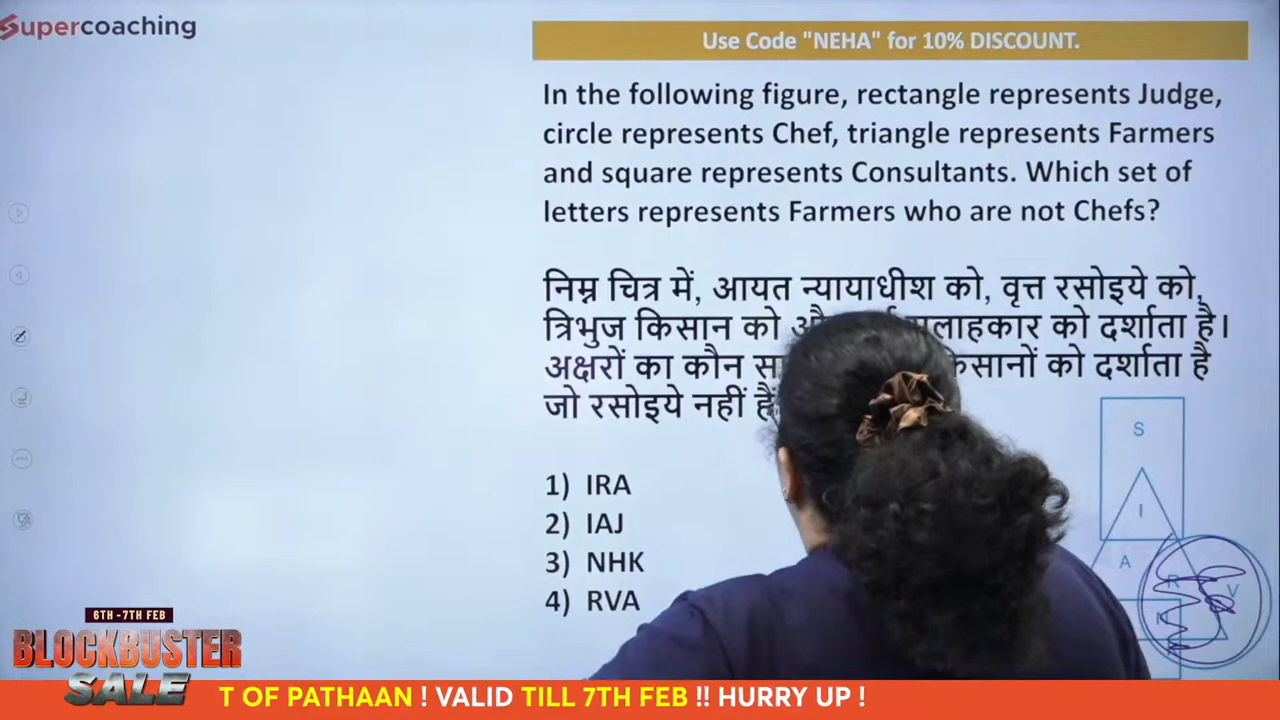 Supercoaching
Use Code "NEHA" for 10% DISCOUNT.
In the following figure, rectangle represents Judge,
circle represents Chef, triangle represents Farmers
and square represents Consultants. Which set of
letters represents Farmers who are not Chefs?
निम्न चित्र में, आयत न्यायाधीश को, वृत्त रसोइये को,
त्रिभुज किसान को को दर्शाता है।
अक्षरों का कौन को दर्शाता है
जो रसोइये नहीं हैं
1) IRA
2) IAJ
3) NHK
4) RVA
S
I
A
R
V
N
6TH -7TH FEB
BLOCKBUSTER
SALE
T OF PATHAAN ! VALID TILL 7TH FEB !! HURRY UP !